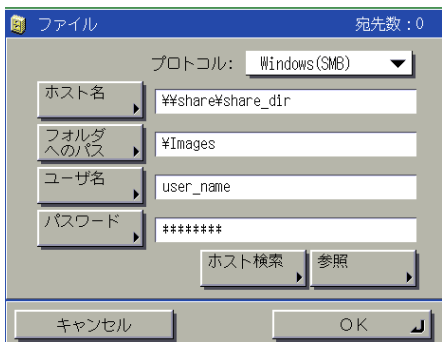 ファイル
宛先数：0
プロトコル： Windows(SMB)
ホスト名
¥¥share¥share_dir
フォルダ
へのパス
¥Images
ユーザ名
user_name
パスワード
********
ホスト検索 参照
キャンセル OK